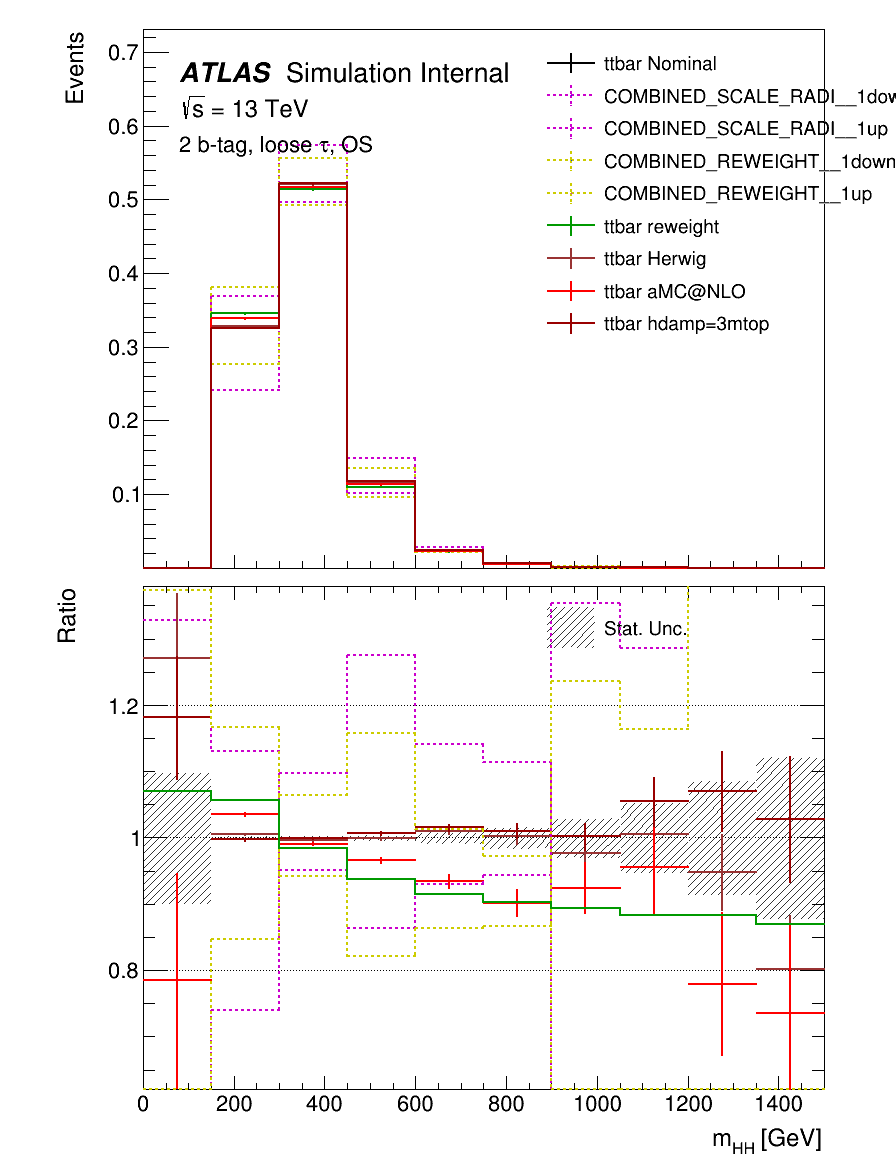 Events
0.7
0.6
0.5
0.4
0.3
0.2
0.1
ATLAS Simulation Internal
√s = 13 TeV
2 b-tag, loose τ, OS
ttbar Nominal
COMBINED_SCALE_RADI__1dow
COMBINED_SCALE_RADI__1up
COMBINED_REWEIGHT__1down
COMBINED_REWEIGHT__1up
ttbar reweight
ttbar Herwig
ttbar aMC@NLO
ttbar hdamp=3mtop
Ratio
1.2
1
0.8
Stat. Unc.
0 200 400 600 800 1000 1200 1400
m_HH [GeV]